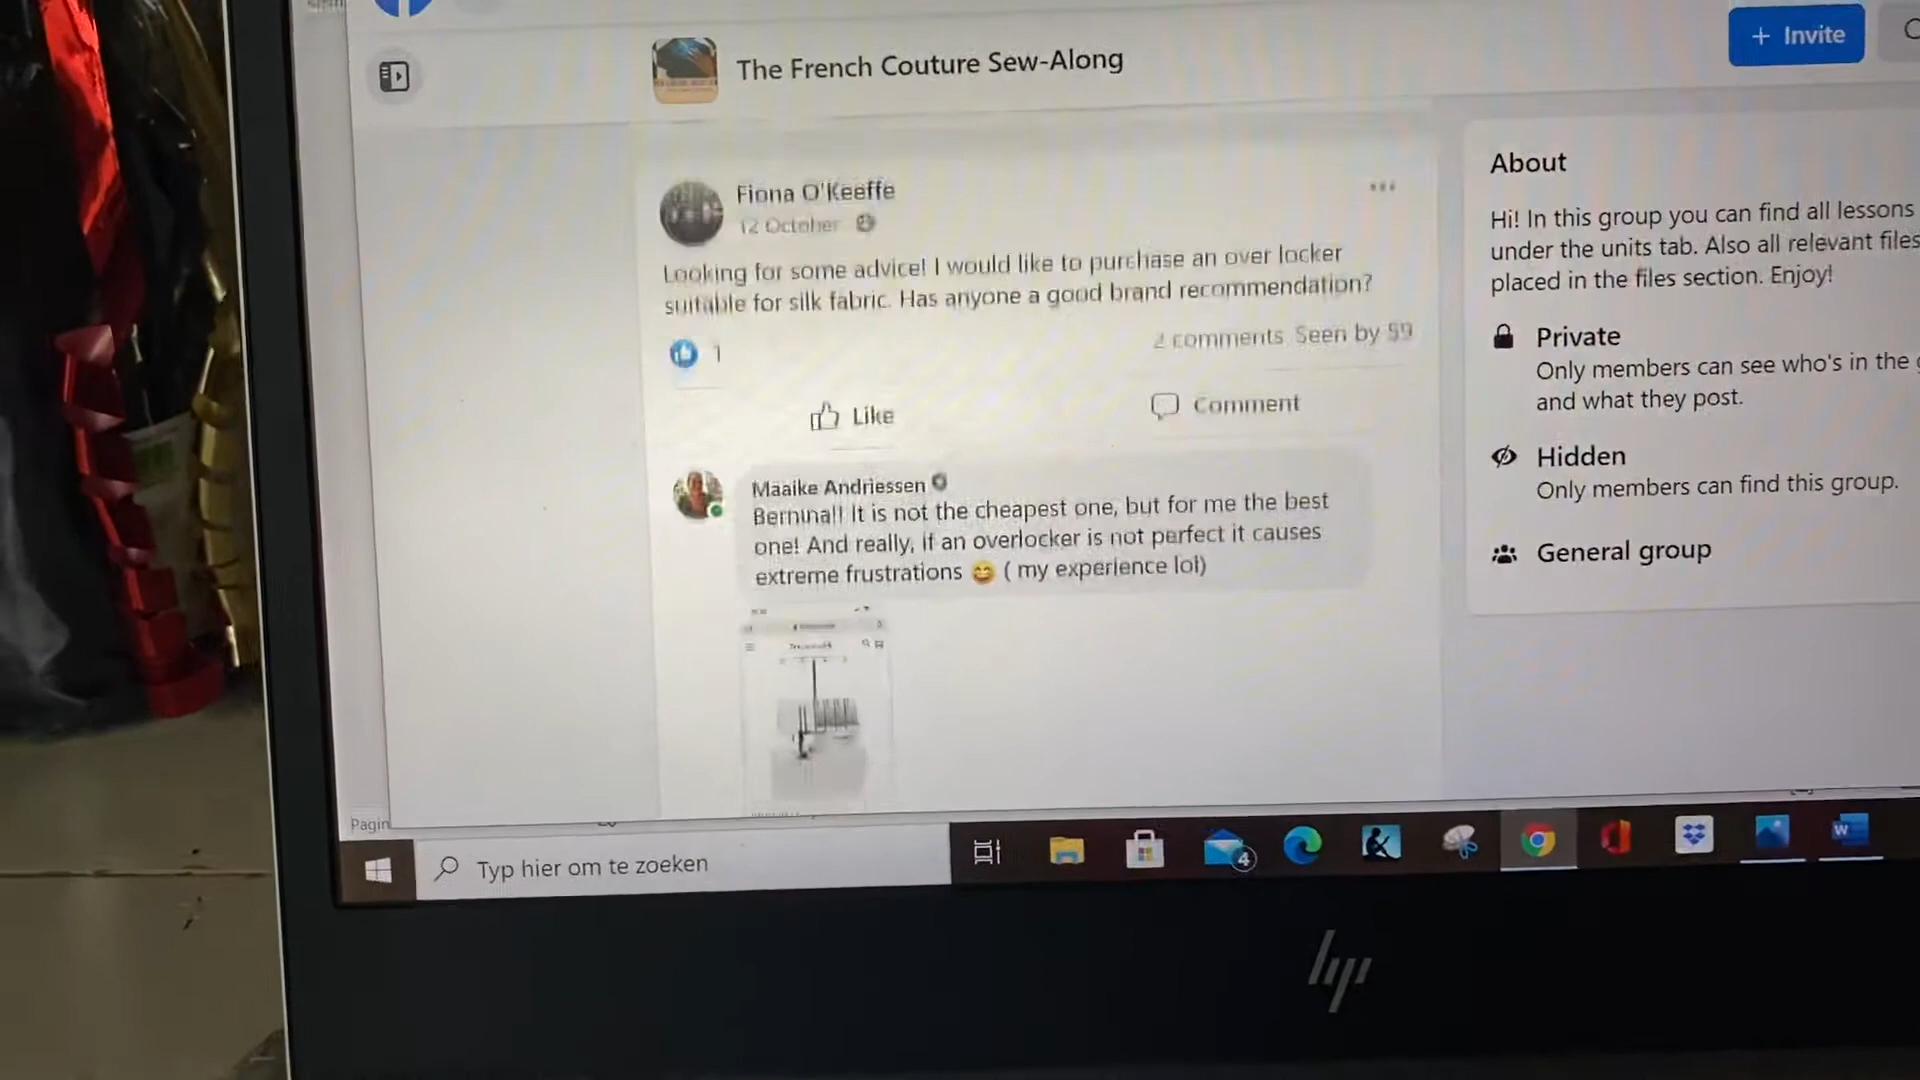 The French Couture Sew-Along
+ Invite
Fiona O'Keeffe
12 October
Looking for some advice! I would like to purchase an over locker
suitable for silk fabric. Has anyone a good brand recommendation?
1
2 comments Seen by 59
Like
Comment
Maaike Andriessen
Bernina!! It is not the cheapest one, but for me the best
one! And really, if an overlocker is not perfect it causes
extreme frustrations 😄 ( my experience lol)
About
Hi! In this group you can find all lessons
under the units tab. Also all relevant files
placed in the files section. Enjoy!
Private
Only members can see who's in the
and what they post.
Hidden
Only members can find this group.
General group
Pagin
Typ hier om te zoeken
4
W
hp